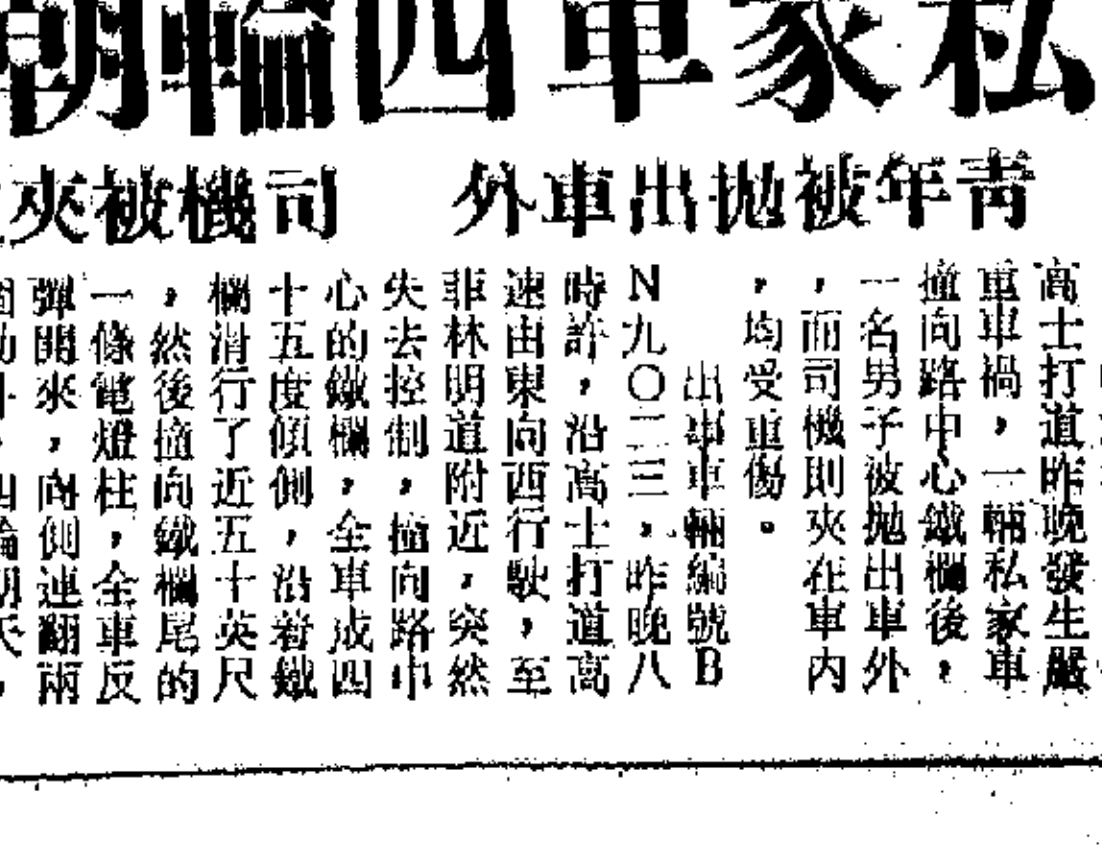 私家車四輪朝
青年被拋出車外　司機被夾
高士打道昨晚發生嚴
重車禍，一輛私家車
撞向路中心鐵欄後，
一名男子被拋出車外
，而司機則夾在車內
，均受重傷。
出事車輛編號B
N九〇二三，昨晚八
時許，沿高士打道高
速由東向西行駛，至
菲林明道附近，突然
失去控制，撞向路中
心的鐵欄，全車成四
十五度傾側，沿着鐵
欄滑行了近五十英尺
，然後撞向鐵欄尾的
一條電燈柱，全車反
彈開來，向側連翻兩